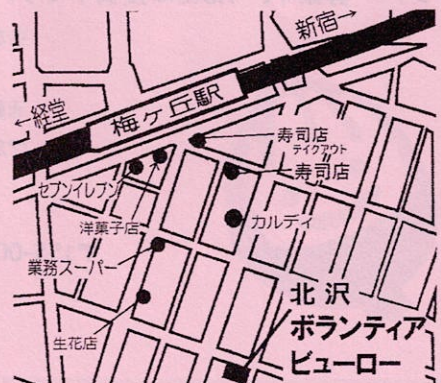 新宿→
←経堂
梅ヶ丘駅
寿司店
テイクアウト
寿司店
セブンイレブン
洋菓子店
カルディ
業務スーパー
生花店
北沢
ボランティア
ビューロー